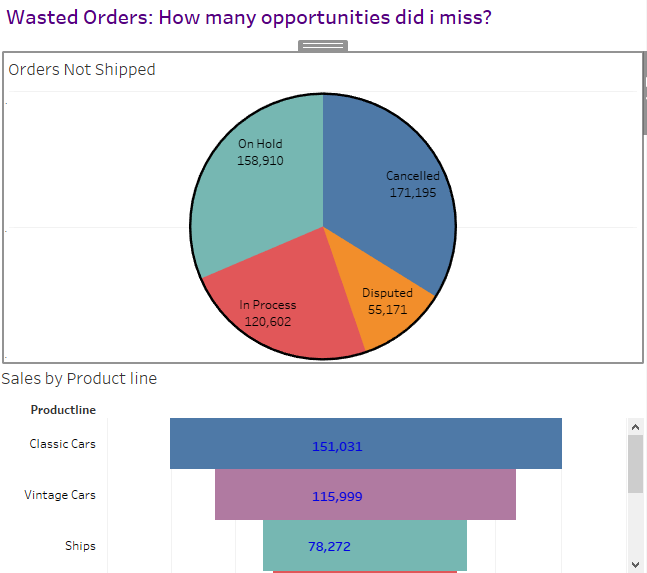 Wasted Orders: How many opportunities did i miss?
Orders Not Shipped
On Hold
158,910
Cancelled
171,195
Disputed
55,171
In Process
120,602
Sales by Product line
Productline
Classic Cars
151,031
Vintage Cars
115,999
Ships
78,272